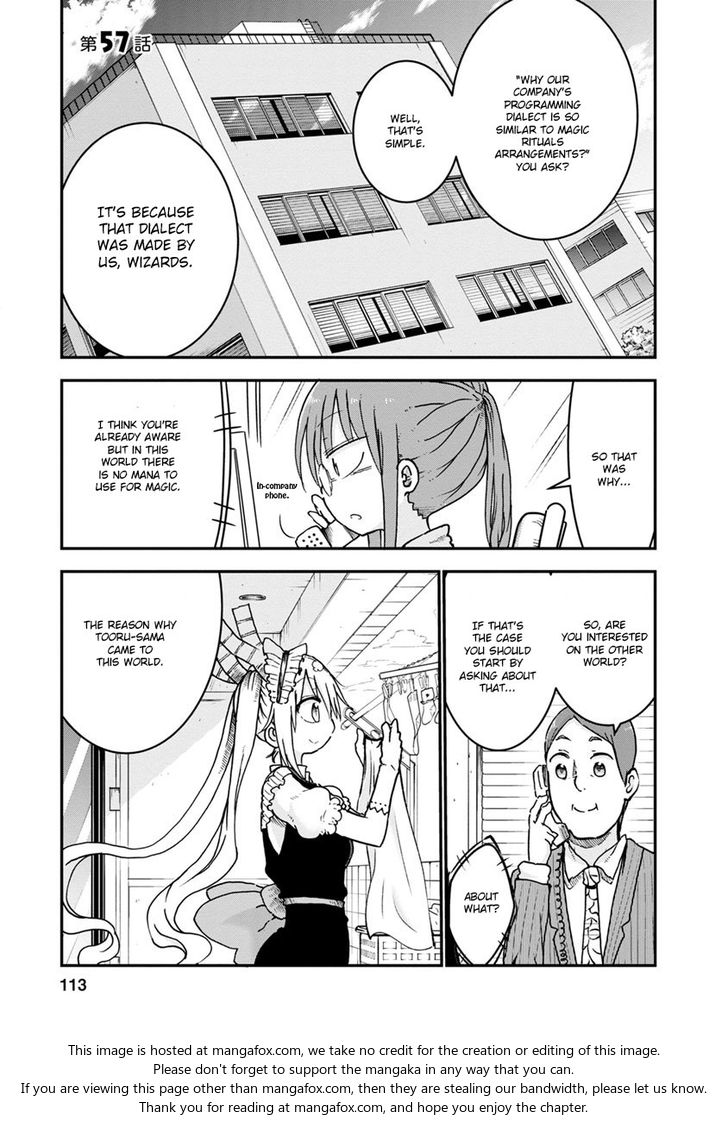 第57話
"WHY OUR
COMPANY'S
PROGRAMMING
DIALECT IS SO
SIMILAR TO MAGIC
RITUALS
ARRANGEMENTS?"
YOU ASK?
WELL,
THAT'S
SIMPLE.
IT'S BECAUSE
THAT DIALECT
WAS MADE BY
US, WIZARDS.
SO THAT
WAS
WHY...
In-company
phone.
I THINK YOU'RE
ALREADY AWARE
BUT IN THIS
WORLD THERE
IS NO MANA TO
USE FOR MAGIC.
SO, ARE
YOU INTERESTED
ON THE OTHER
WORLD?
IF THAT'S
THE CASE
YOU SHOULD
START BY
ASKING ABOUT
THAT...
ABOUT
WHAT?
THE REASON WHY
TOORU-SAMA
CAME TO
THIS WORLD.
113
This image is hosted at mangafox.com, we take no credit for the creation or editing of this image.
Please don't forget to support the mangaka in any way that you can.
If you are viewing this page other than mangafox.com, then they are stealing our bandwidth, please let us know.
Thank you for reading at mangafox.com, and hope you enjoy the chapter.